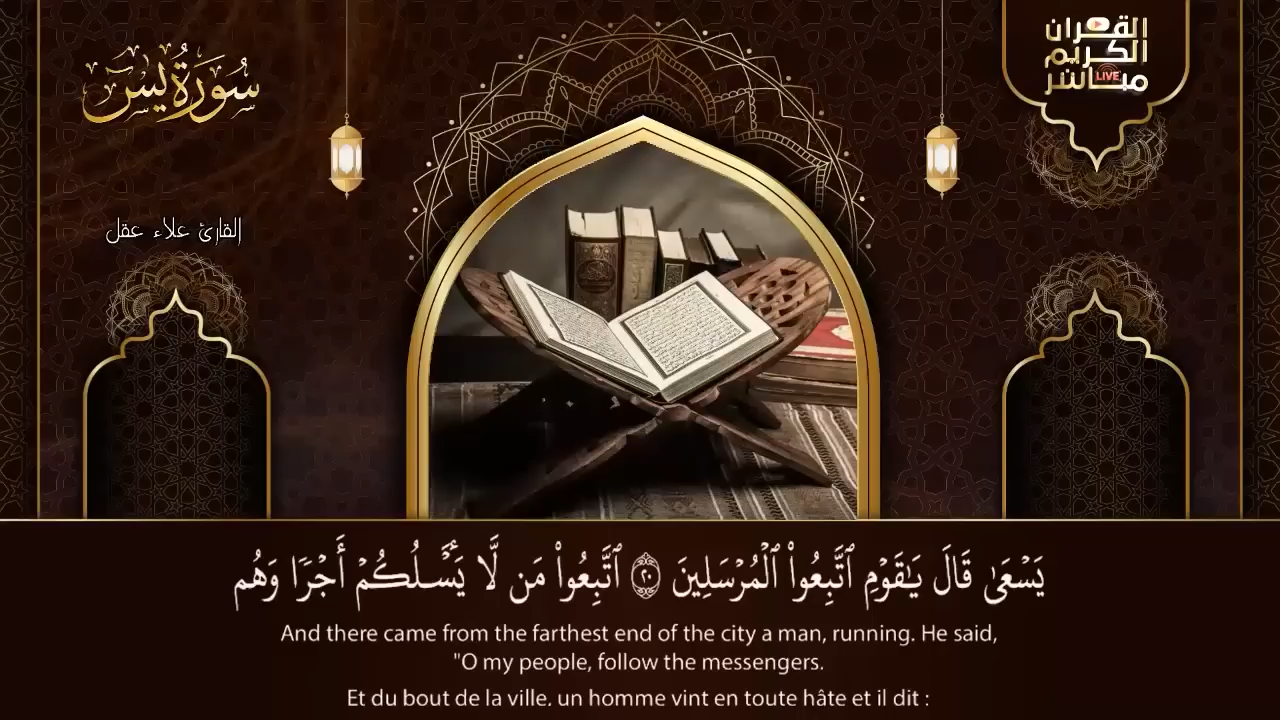 سُورَةُ يسٓ
القرآن
الكريم
مباشر
LIVE
القارئ علاء عقل
يَسۡعَىٰ قَالَ يَٰقَوۡمِ ٱتَّبِعُواْ ٱلۡمُرۡسَلِينَ ٢٠ ٱتَّبِعُواْ مَن لَّا يَسۡـَٔلُكُمۡ أَجۡرٗا وَهُم
And there came from the farthest end of the city a man, running. He said,
"O my people, follow the messengers.
Et du bout de la ville, un homme vint en toute hâte et il dit :